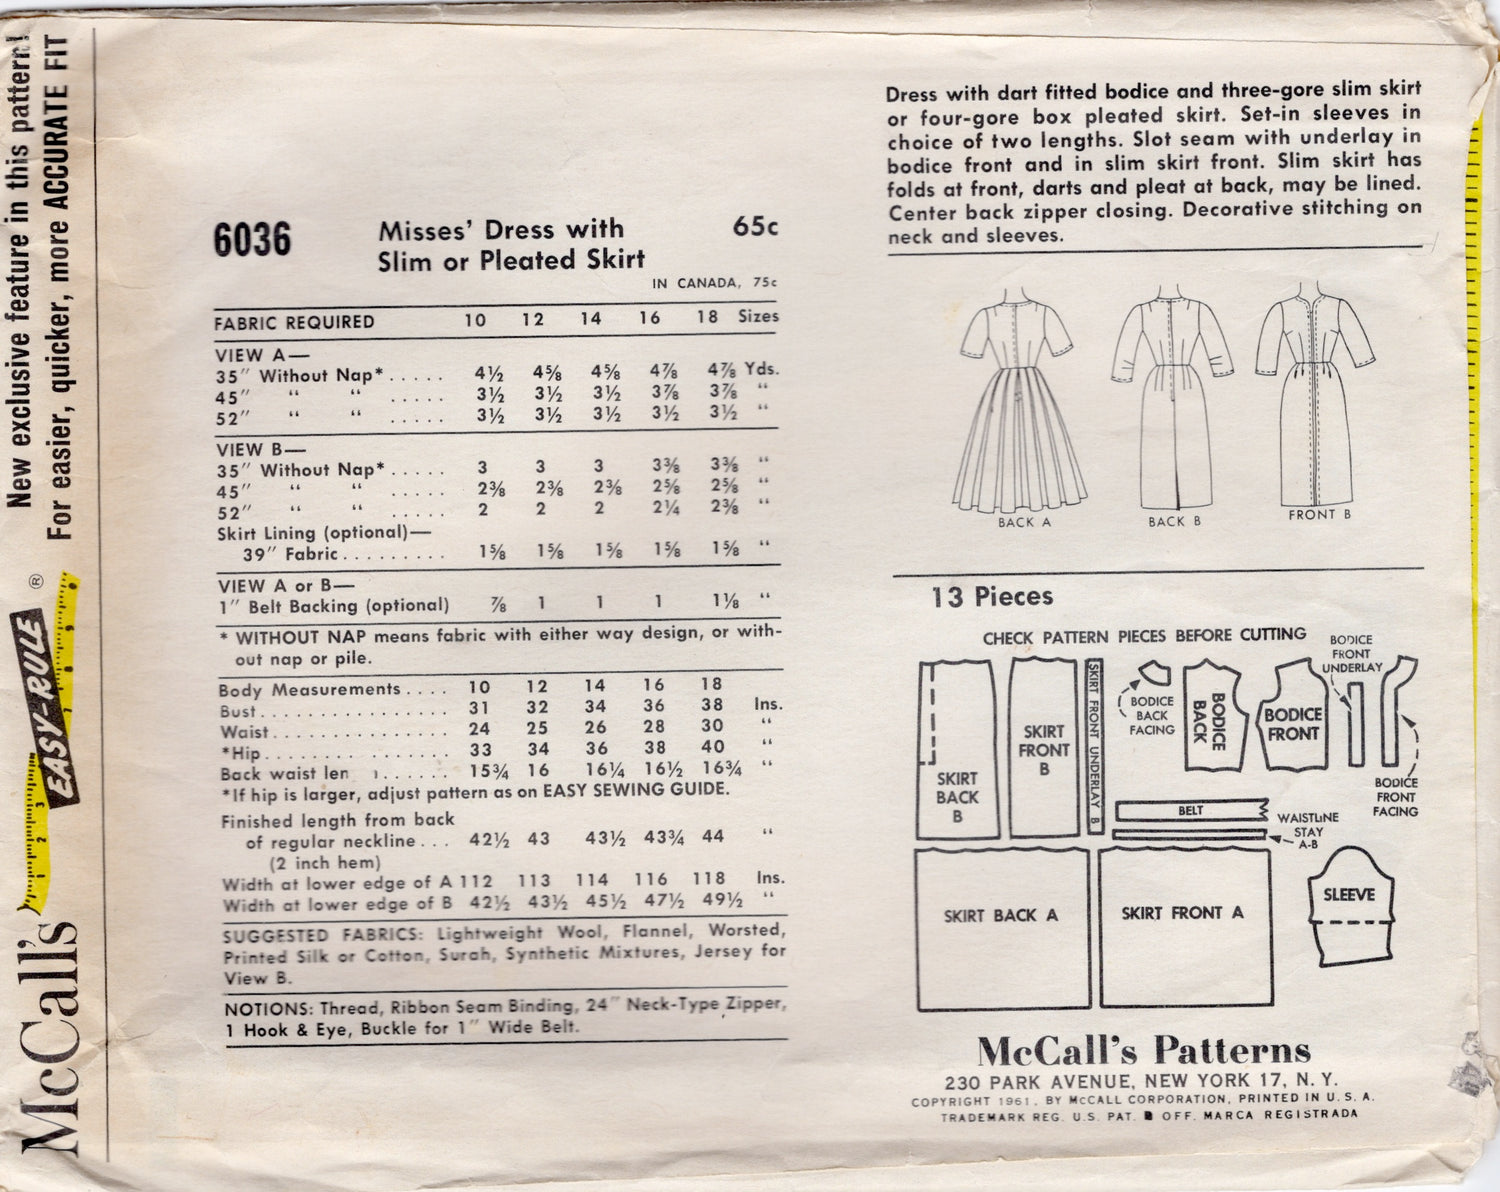 New exclusive feature in this pattern!
For easier, quicker, more ACCURATE FIT
EASY-RULE ®
McCall's
6036 Misses' Dress with 65c
Slim or Pleated Skirt
IN CANADA, 75c
FABRIC REQUIRED 10 12 14 16 18 Sizes
VIEW A—
35″ Without Nap* ..... 4½ 4⅝ 4⅝ 4⅞ 4⅞ Yds.
45″ “ “ ..... 3½ 3½ 3½ 3⅞ 3⅞ “
52″ “ “ ..... 3½ 3½ 3½ 3½ 3½ “
VIEW B—
35″ Without Nap* ..... 3 3 3 3⅜ 3⅜ “
45″ “ “ ..... 2⅜ 2⅜ 2⅜ 2⅝ 2⅝ “
52″ “ “ ..... 2 2 2 2¼ 2⅜ “
Skirt Lining (optional)—
39″ Fabric ......... 1⅝ 1⅝ 1⅝ 1⅝ 1⅝ “
VIEW A or B—
1″ Belt Backing (optional) ⅞ 1 1 1 1⅛ “
* WITHOUT NAP means fabric with either way design, or with-
out nap or pile.
Body Measurements .... 10 12 14 16 18
Bust ................. 31 32 34 36 38 Ins.
Waist ................ 24 25 26 28 30 “
*Hip ................ 33 34 36 38 40 “
Back waist len ...... 15¾ 16 16¼ 16½ 16¾ “
*If hip is larger, adjust pattern as on EASY SEWING GUIDE.
Finished length from back
of regular neckline ... 42½ 43 43½ 43¾ 44 “
(2 inch hem)
Width at lower edge of A 112 113 114 116 118 Ins.
Width at lower edge of B 42½ 43½ 45½ 47½ 49½ “
SUGGESTED FABRICS: Lightweight Wool, Flannel, Worsted,
Printed Silk or Cotton, Surah, Synthetic Mixtures, Jersey for
View B.
NOTIONS: Thread, Ribbon Seam Binding, 24″ Neck-Type Zipper,
1 Hook & Eye, Buckle for 1″ Wide Belt.
Dress with dart fitted bodice and three-gore slim skirt
or four-gore box pleated skirt. Set-in sleeves in
choice of two lengths. Slot seam with underlay in
bodice front and in slim skirt front. Slim skirt has
folds at front, darts and pleat at back, may be lined.
Center back zipper closing. Decorative stitching on
neck and sleeves.
BACK A
BACK B
FRONT B
13 Pieces
CHECK PATTERN PIECES BEFORE CUTTING
SKIRT
BACK
B
SKIRT
FRONT
B
SKIRT FRONT UNDERLAY B
BODICE
BACK
FACING
BODICE
BACK
BODICE
FRONT
BODICE
FRONT
UNDERLAY
BODICE
FRONT
FACING
BELT
WAISTLINE
STAY
A-B
SKIRT BACK A
SKIRT FRONT A
SLEEVE
McCall's Patterns
230 PARK AVENUE, NEW YORK 17, N. Y.
COPYRIGHT 1961, BY McCALL CORPORATION, PRINTED IN U. S. A.
TRADEMARK REG. U.S. PAT. & OFF. MARCA REGISTRADA